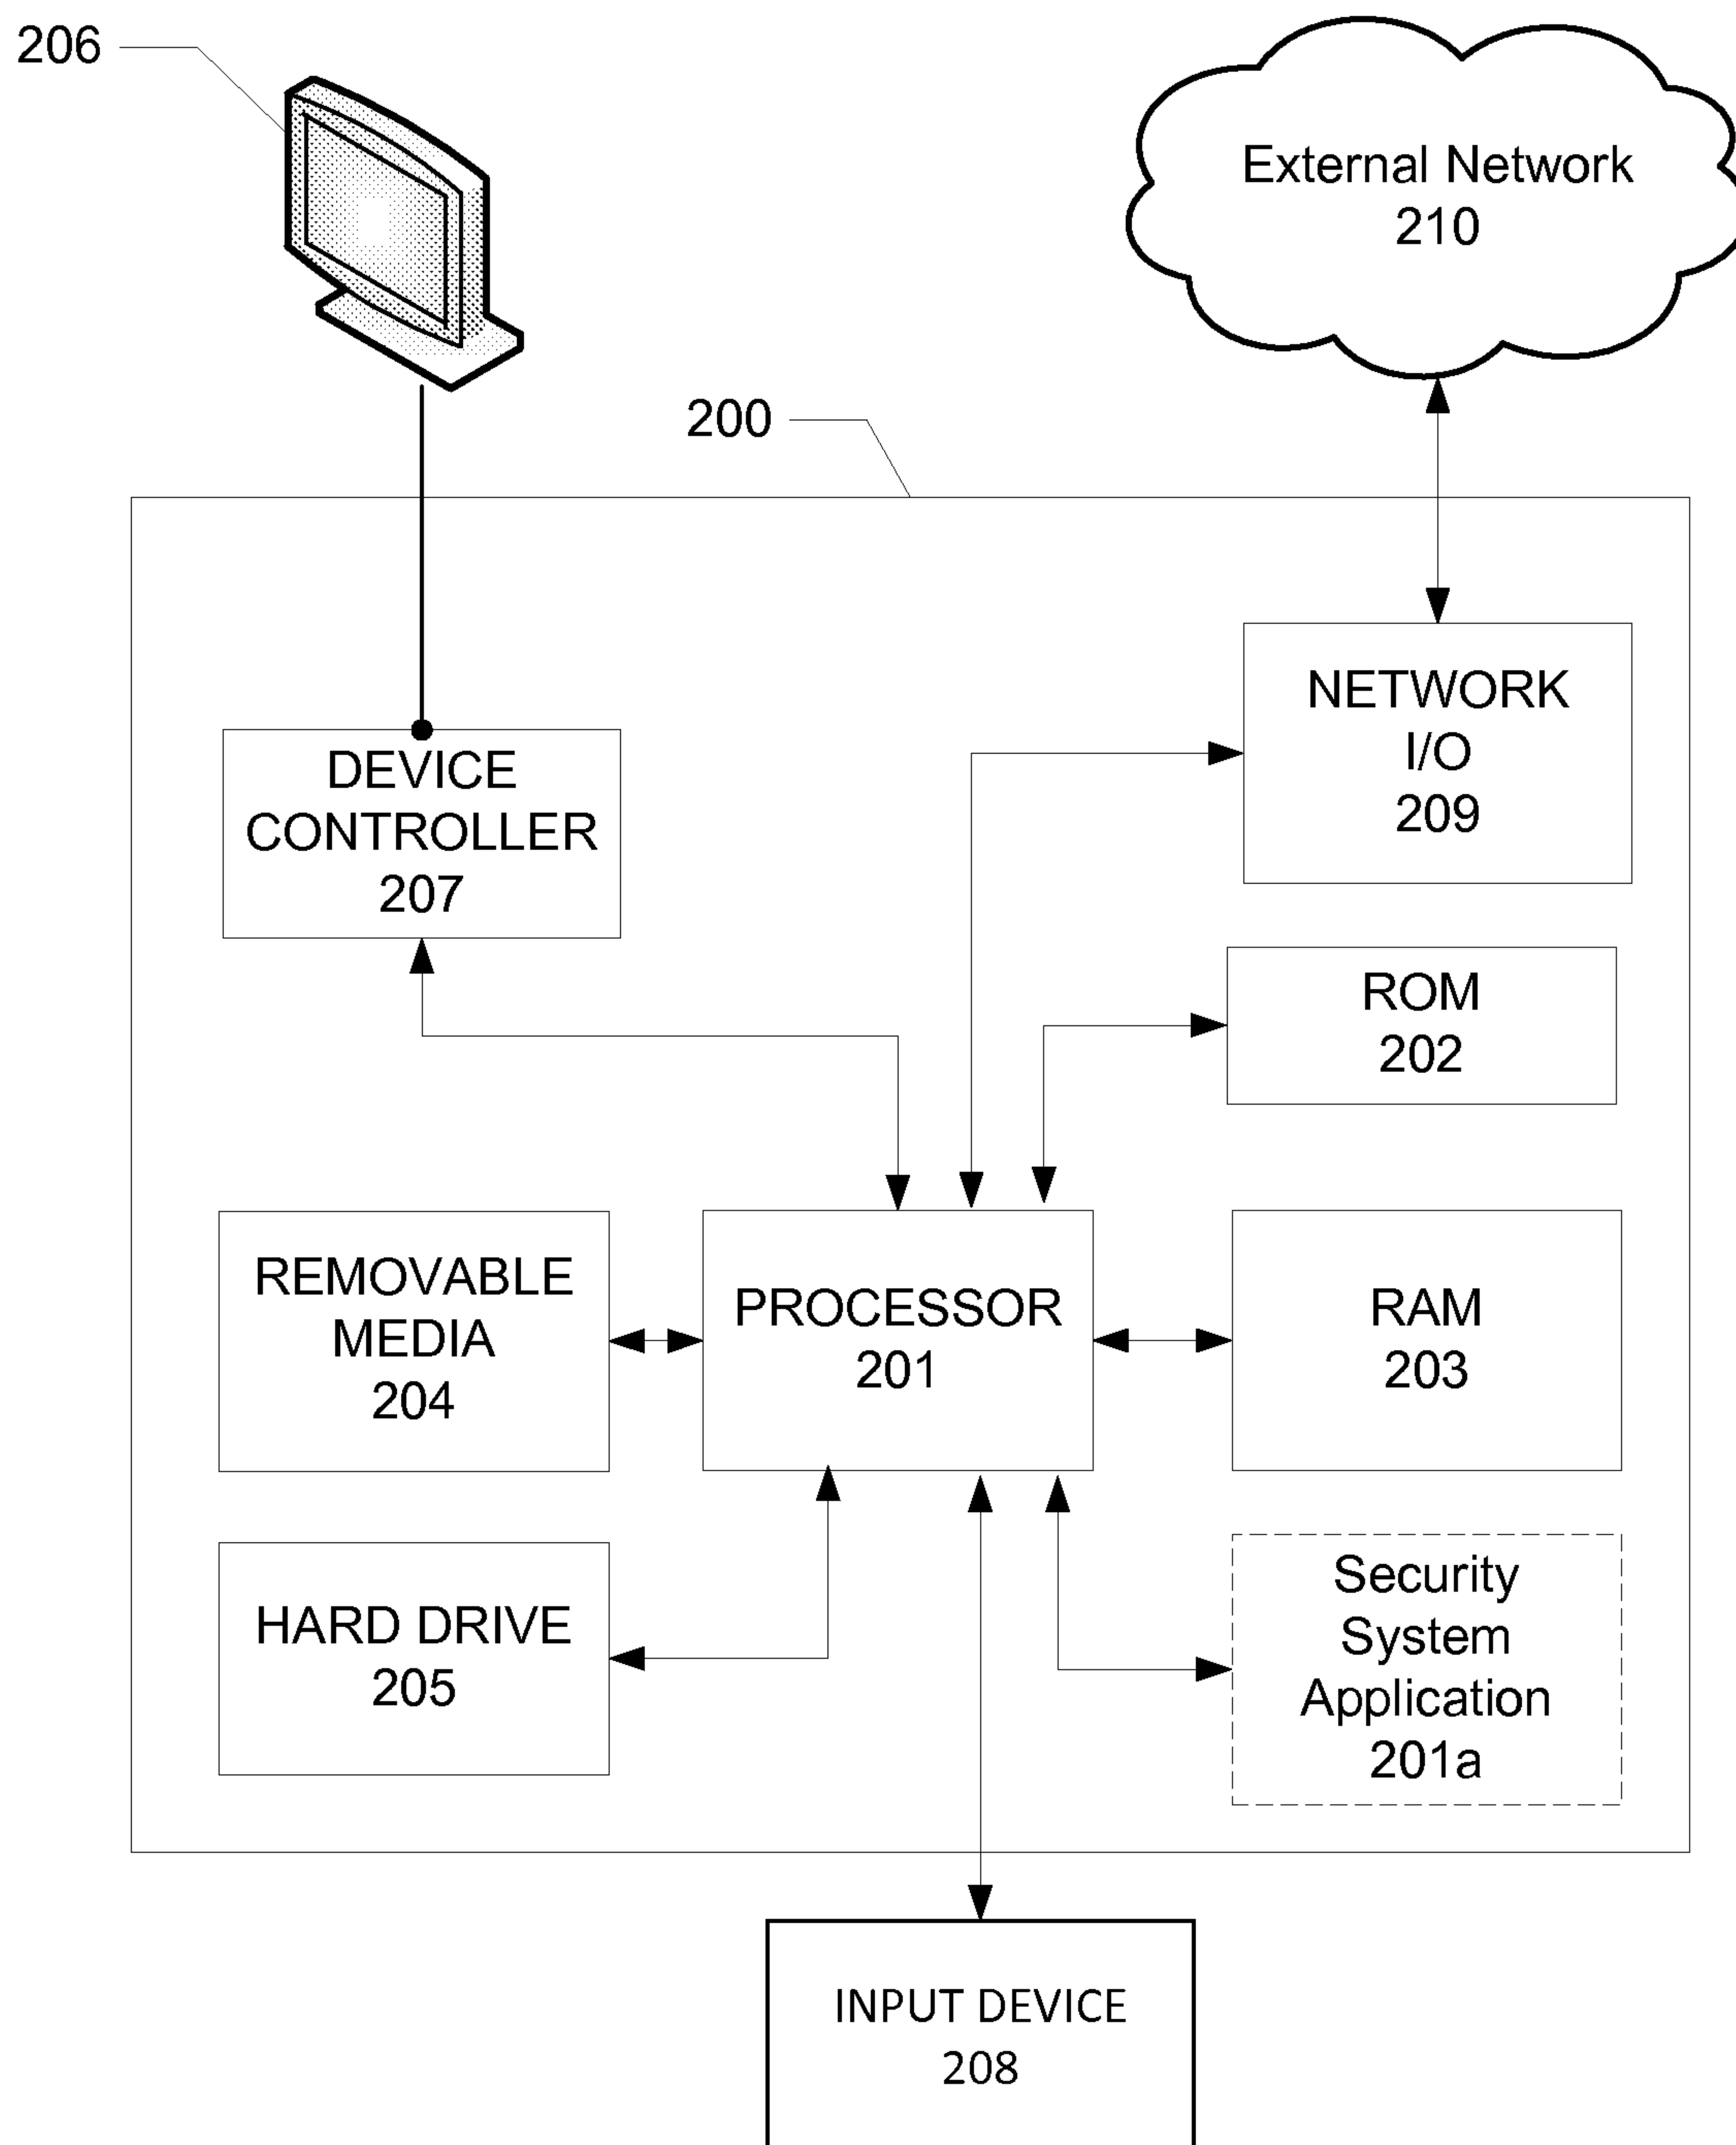 206
External Network
210
200
NETWORK
I/O
209
DEVICE
CONTROLLER
207
ROM
202
REMOVABLE
MEDIA
204
PROCESSOR
201
RAM
203
HARD DRIVE
205
Security
System
Application
201a
INPUT DEVICE
208